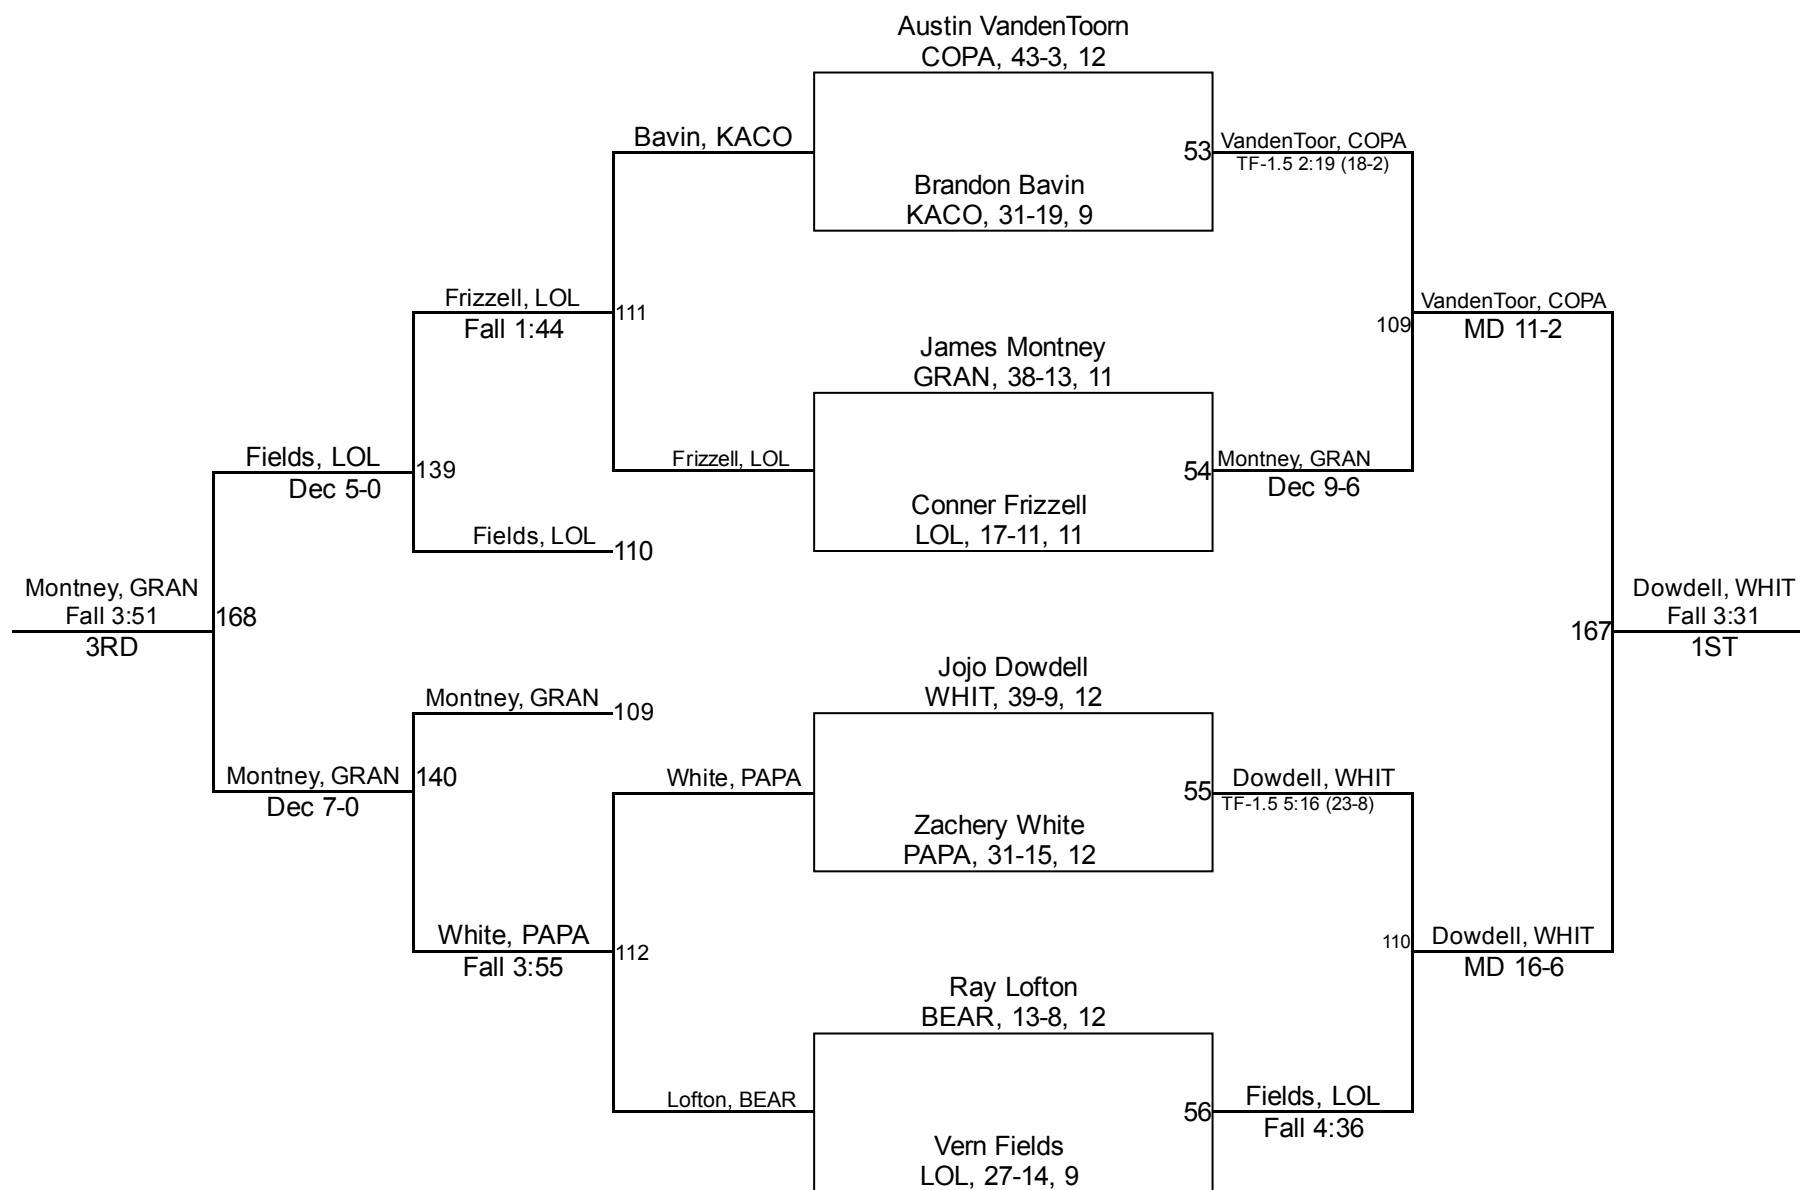 Austin VandenToorn
COPA, 43-3, 12
Bavin, KACO
53
VandenToor, COPA
TF-1.5 2:19 (18-2)
Brandon Bavin
KACO, 31-19, 9
Frizzell, LOL
Fall 1:44
111
109
VandenToor, COPA
MD 11-2
James Montney
GRAN, 38-13, 11
Fields, LOL
Dec 5-0
139
Frizzell, LOL
54
Montney, GRAN
Dec 9-6
Conner Frizzell
LOL, 17-11, 11
Fields, LOL
110
Montney, GRAN
Fall 3:51
3RD
168
167
Dowdell, WHIT
Fall 3:31
1ST
Jojo Dowdell
WHIT, 39-9, 12
Montney, GRAN
109
Montney, GRAN
Dec 7-0
140
White, PAPA
55
Dowdell, WHIT
TF-1.5 5:16 (23-8)
Zachery White
PAPA, 31-15, 12
White, PAPA
Fall 3:55
112
110
Dowdell, WHIT
MD 16-6
Ray Lofton
BEAR, 13-8, 12
Lofton, BEAR
56
Fields, LOL
Fall 4:36
Vern Fields
LOL, 27-14, 9